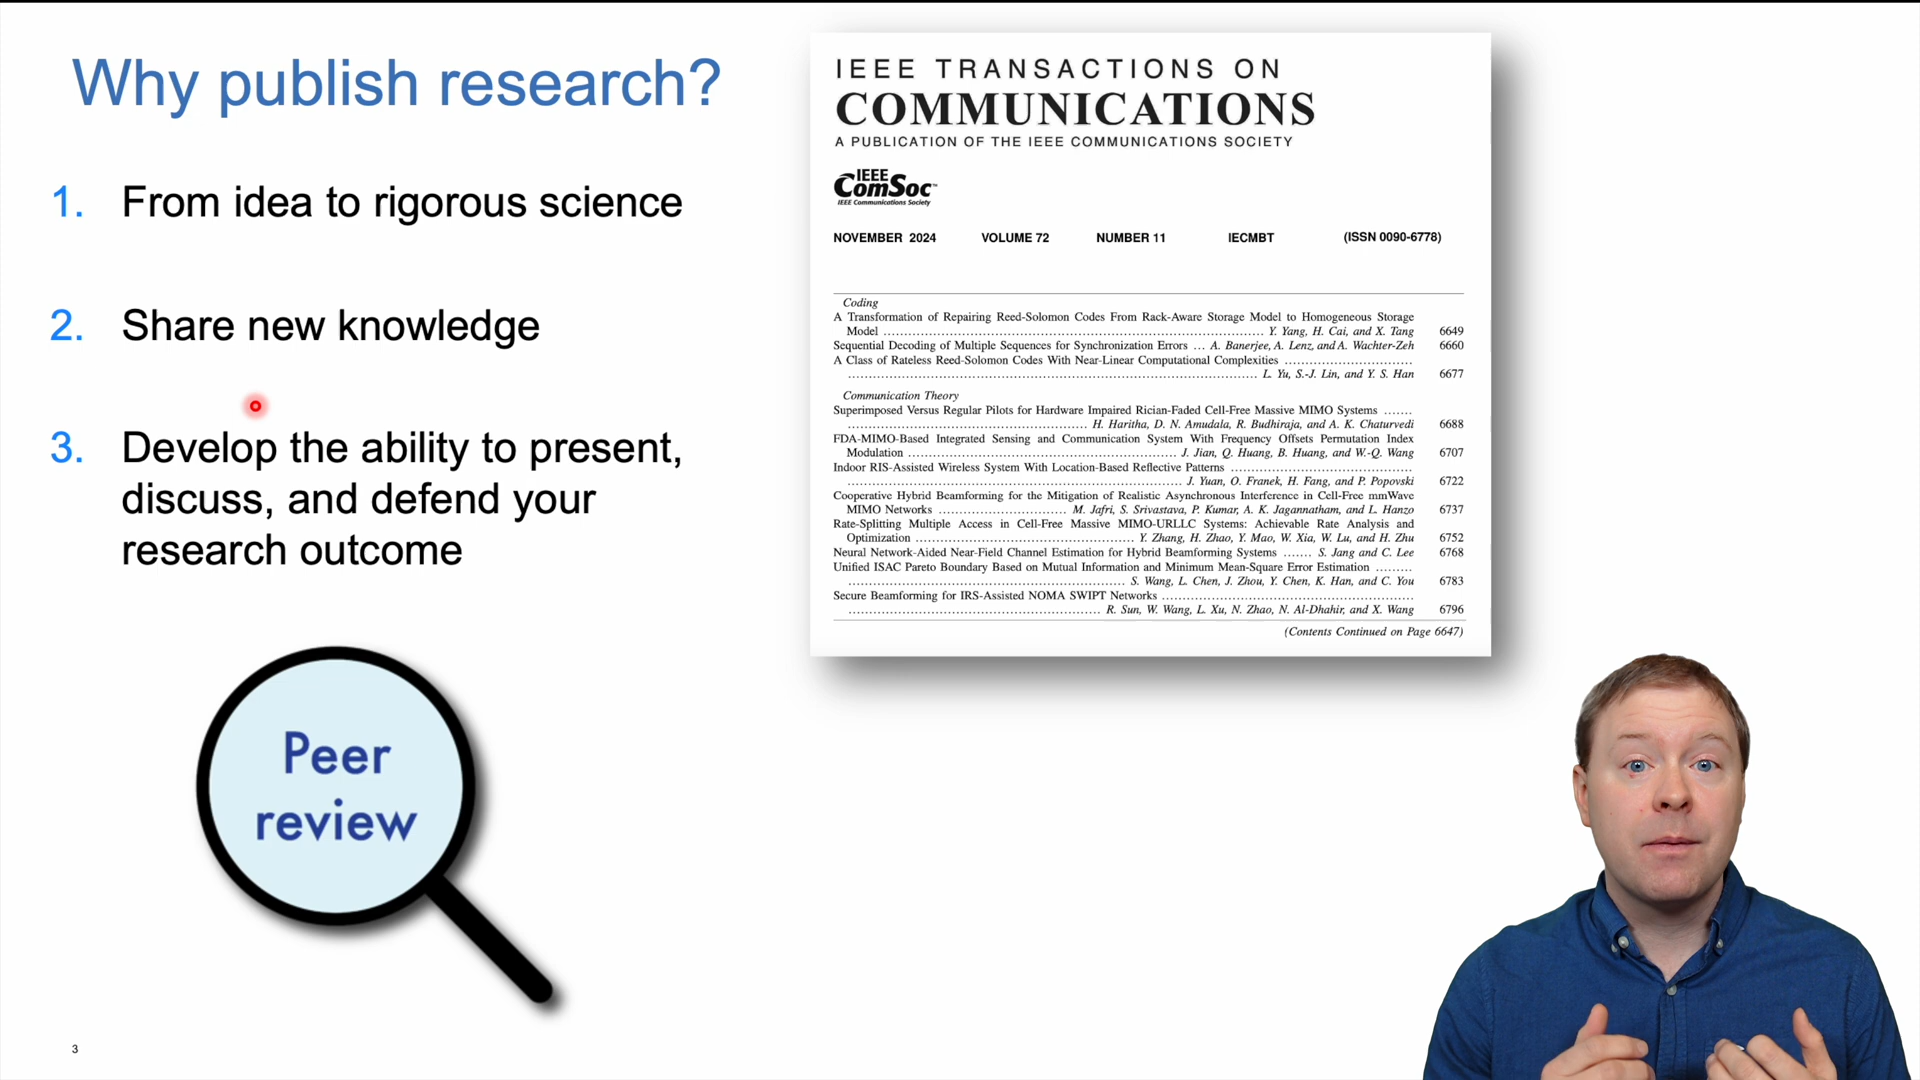 Why publish research?
1. From idea to rigorous science
2. Share new knowledge
3. Develop the ability to present,
discuss, and defend your
research outcome
Peer
review
3
IEEE TRANSACTIONS ON
COMMUNICATIONS
A PUBLICATION OF THE IEEE COMMUNICATIONS SOCIETY
IEEE
ComSoc™
IEEE Communications Society
NOVEMBER 2024 VOLUME 72 NUMBER 11 IECMBT (ISSN 0090-6778)
Coding
A Transformation of Repairing Reed-Solomon Codes From Rack-Aware Storage Model to Homogeneous Storage
Model ........ Y. Yang, H. Cai, and X. Tang 6649
Sequential Decoding of Multiple Sequences for Synchronization Errors ... A. Banerjee, A. Lenz, and A. Wachter-Zeh 6660
A Class of Rateless Reed-Solomon Codes With Near-Linear Computational Complexities ........
........ L. Yu, S.-J. Lin, and Y. S. Han 6677
Communication Theory
Superimposed Versus Regular Pilots for Hardware Impaired Rician-Faded Cell-Free Massive MIMO Systems .......
........ H. Haritha, D. N. Amudala, R. Budhiraja, and A. K. Chaturvedi 6688
FDA-MIMO-Based Integrated Sensing and Communication System With Frequency Offsets Permutation Index
Modulation ........ J. Jian, Q. Huang, B. Huang, and W.-Q. Wang 6707
Indoor RIS-Assisted Wireless System With Location-Based Reflective Patterns ........
........ J. Yuan, O. Franek, H. Fang, and P. Popovski 6722
Cooperative Hybrid Beamforming for the Mitigation of Realistic Asynchronous Interference in Cell-Free mmWave
MIMO Networks ........ M. Jafri, S. Srivastava, P. Kumar, A. K. Jagannatham, and L. Hanzo 6737
Rate-Splitting Multiple Access in Cell-Free Massive MIMO-URLLC Systems: Achievable Rate Analysis and
Optimization ........ Y. Zhang, H. Zhao, Y. Mao, W. Xia, W. Lu, and H. Zhu 6752
Neural Network-Aided Near-Field Channel Estimation for Hybrid Beamforming Systems ....... S. Jang and C. Lee 6768
Unified ISAC Pareto Boundary Based on Mutual Information and Minimum Mean-Square Error Estimation .........
........ S. Wang, L. Chen, J. Zhou, Y. Chen, K. Han, and C. You 6783
Secure Beamforming for IRS-Assisted NOMA SWIPT Networks ........
........ R. Sun, W. Wang, L. Xu, N. Zhao, N. Al-Dhahir, and X. Wang 6796
(Contents Continued on Page 6647)